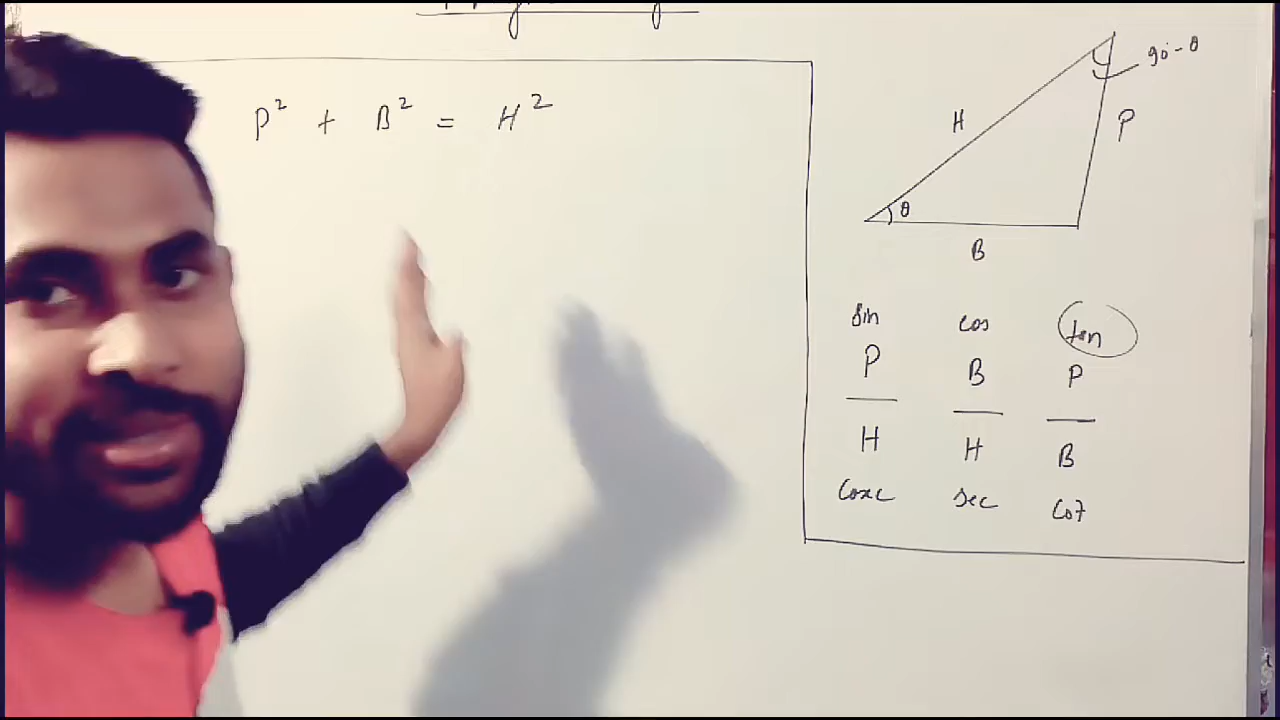 P² + B² = H²
90° - θ
H
P
θ
B
sin cos tan
P B P
H H B
Cosec sec Cot